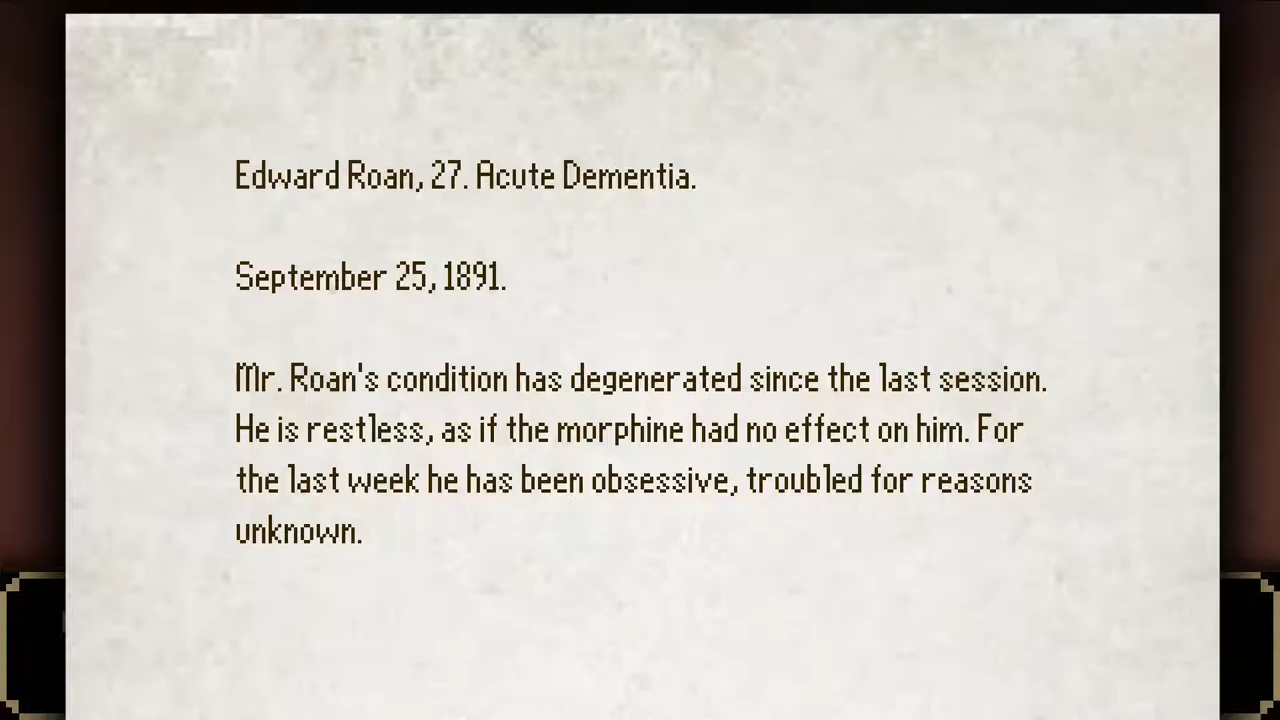 Edward Roan, 27. Acute Dementia.
September 25, 1891.
Mr. Roan's condition has degenerated since the last session.
He is restless, as if the morphine had no effect on him. For
the last week he has been obsessive, troubled for reasons
unknown.